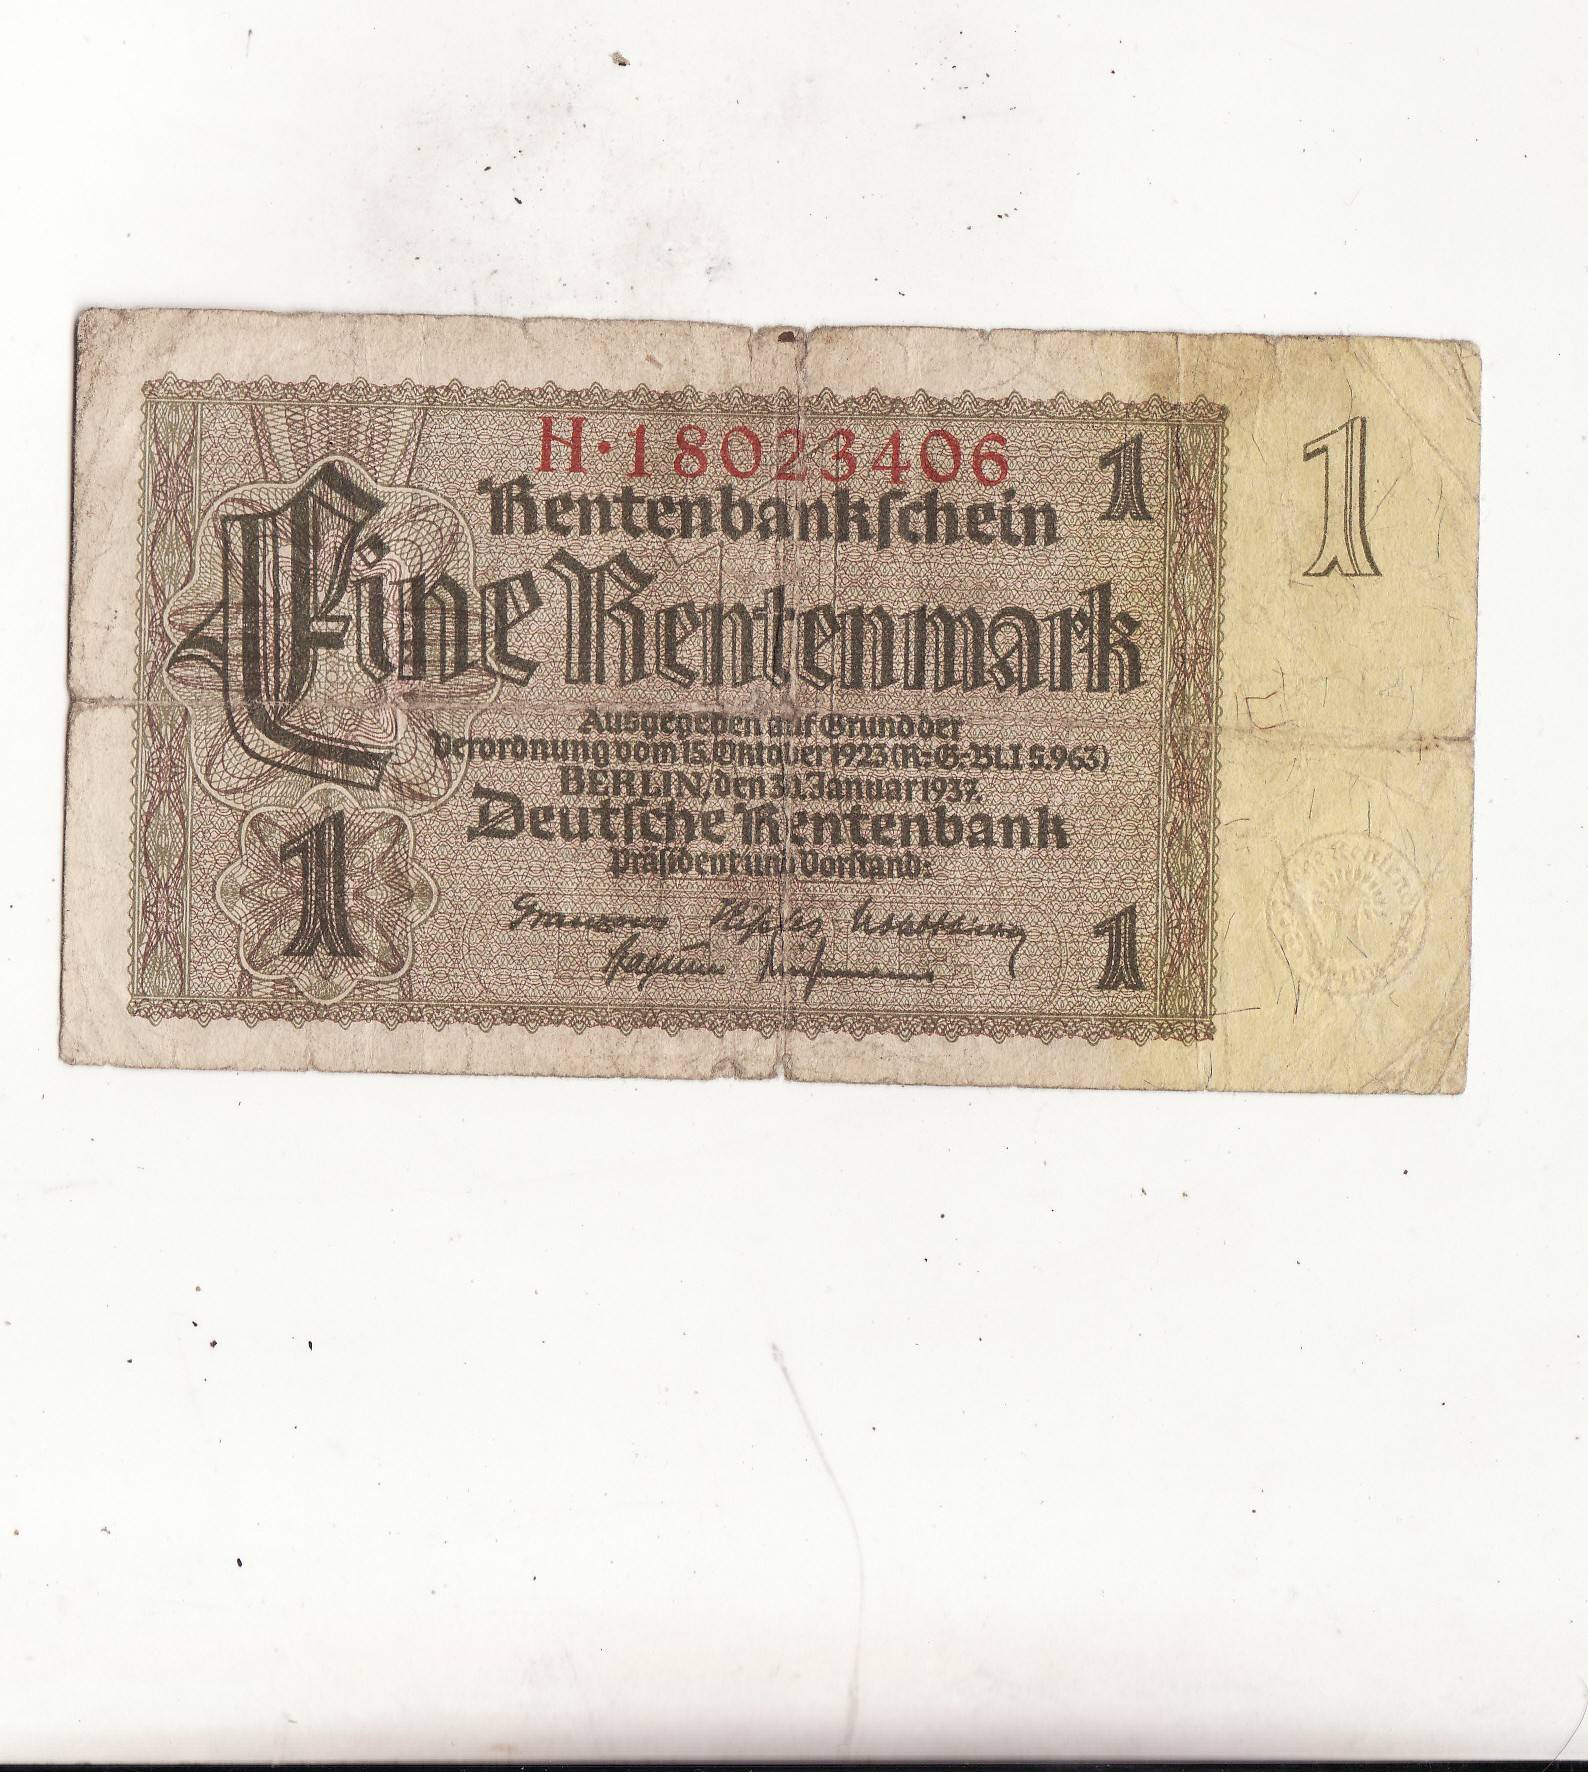 H·18023406
Rentenbankschein
1
1
Eine Rentenmark
Ausgegeben auf Grund der
Verordnung vom 15. Oktober 1923 (R.-G.-Bl. I S. 963)
BERLIN, den 30. Januar 1937.
Deutsche Rentenbank
Präsident und Vorstand:
1
1